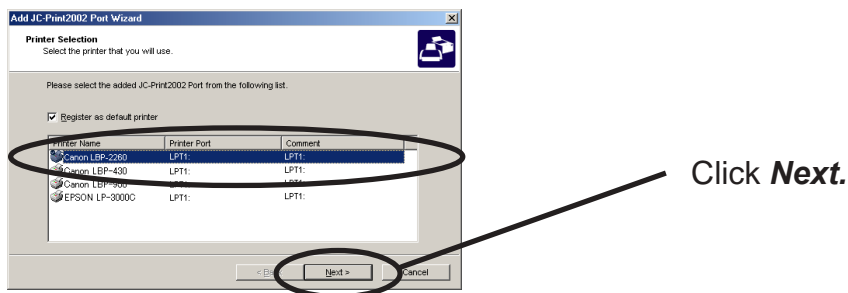 Add JC-Print2002 Port Wizard
Printer Selection
Select the printer that you will use.
Please select the added JC-Print2002 Port from the following list.
Register as default printer
Printer Name Printer Port Comment
Canon LBP-2260 LPT1: LPT1:
Canon LBP-430 LPT1: LPT1:
Canon LPT1: LPT1:
EPSON LP-3000C LPT1: LPT1:
Click Next.
Next > Cancel